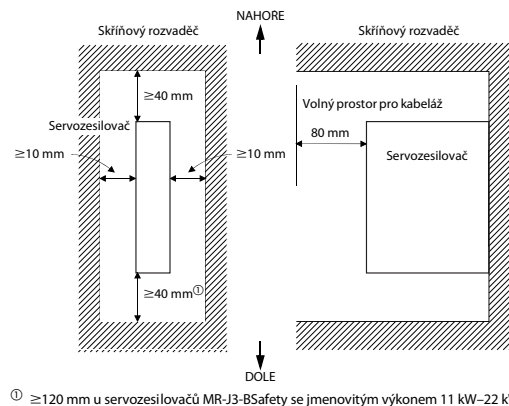 NAHORE
Skříňový rozvaděč
Skříňový rozvaděč
≥40 mm
Volný prostor pro kabeláž
Servozesilovač
80 mm
≥10 mm
≥10 mm
Servozesilovač
≥40 mm①
DOLE
① ≥120 mm u servozesilovačů MR-J3-BSafety se jmenovitým výkonem 11 kW–22 k